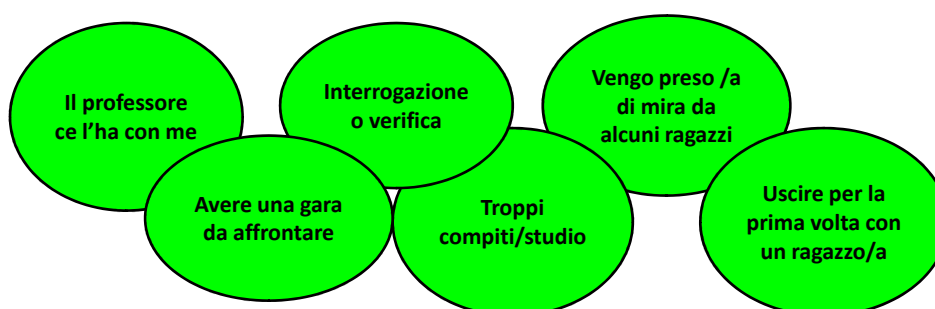 Il professore
ce l’ha con me
Interrogazione
o verifica
Vengo preso /a
di mira da
alcuni ragazzi
Avere una gara
da affrontare
Troppi
compiti/studio
Uscire per la
prima volta con
un ragazzo/a